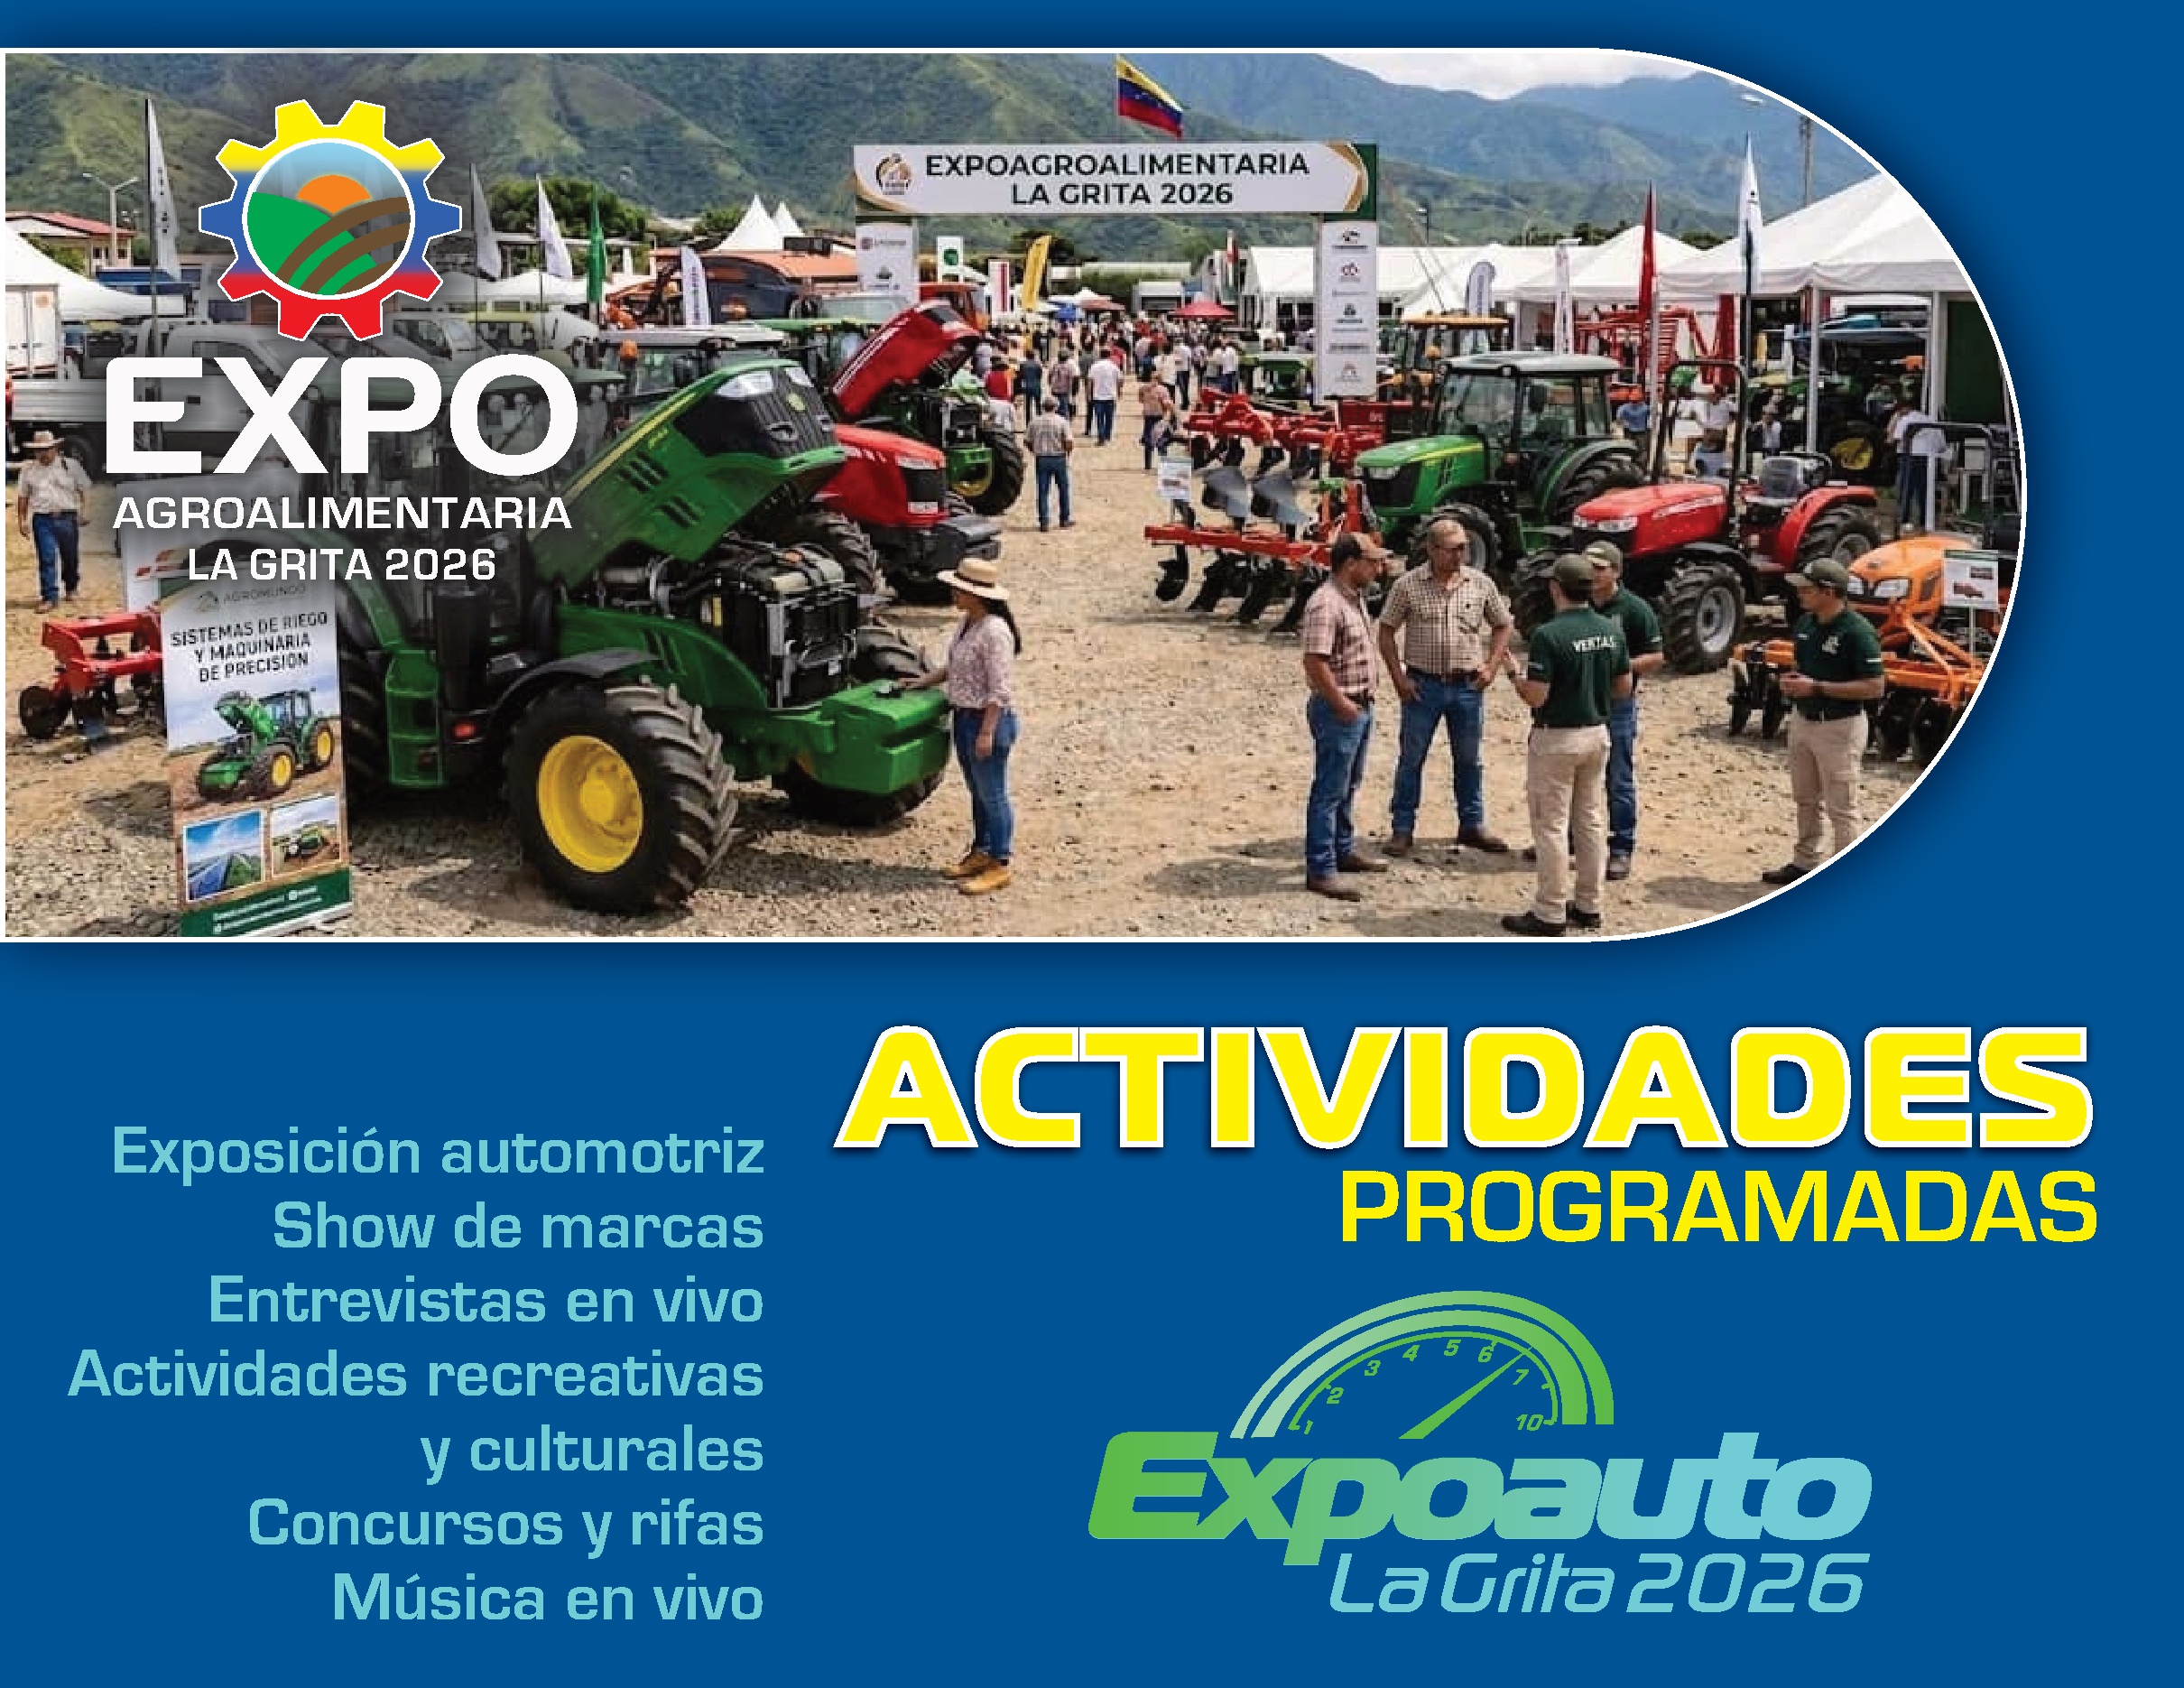 EXPOAGROALIMENTARIA
LA GRITA 2026
EXPO
AGROALIMENTARIA
LA GRITA 2026
AGROMUNDO
SISTEMAS DE RIEGO
Y MAQUINARIA
DE PRECISIÓN
ACTIVIDADES
PROGRAMADAS
Exposición automotriz
Show de marcas
Entrevistas en vivo
Actividades recreativas
y culturales
Concursos y rifas
Música en vivo
1 2 3 4 5 6 7 10
Expoauto
La Grita 2026